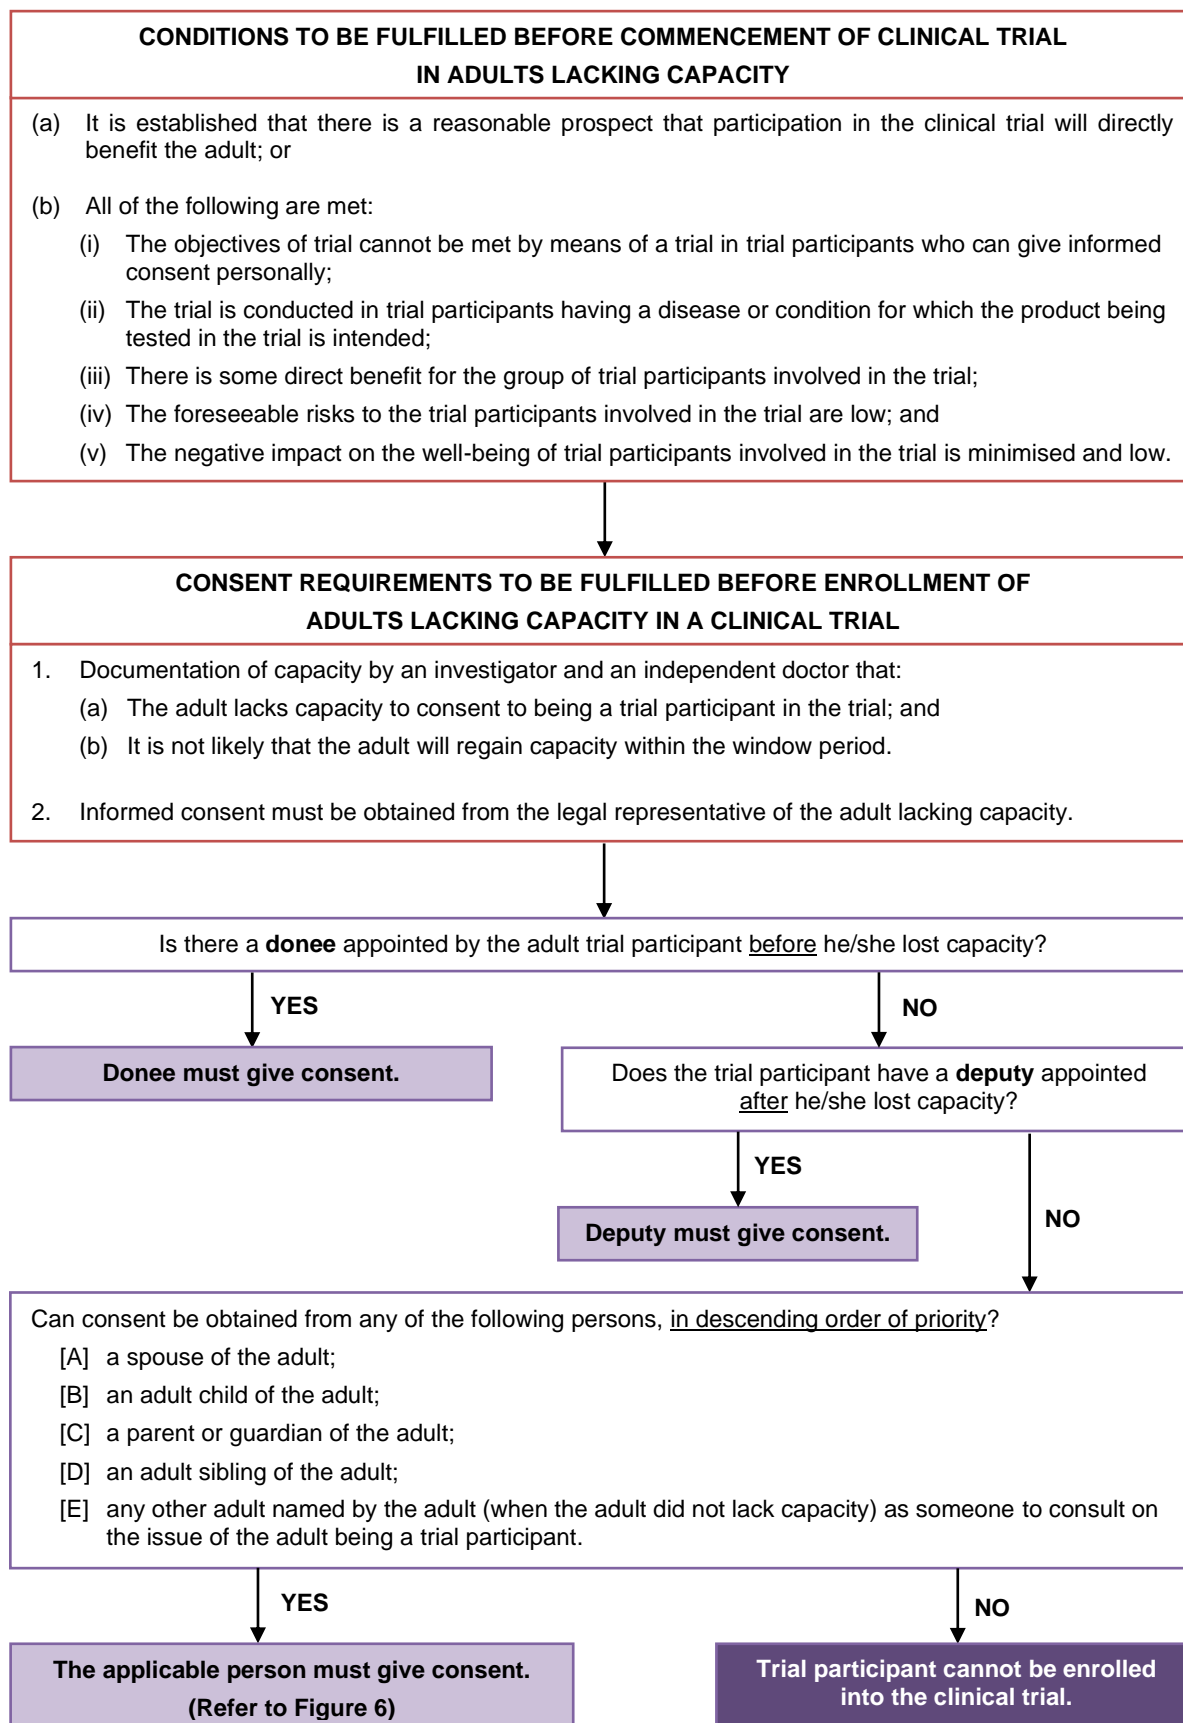 CONDITIONS TO BE FULFILLED BEFORE COMMENCEMENT OF CLINICAL TRIAL
IN ADULTS LACKING CAPACITY
(a) It is established that there is a reasonable prospect that participation in the clinical trial will directly
benefit the adult; or
(b) All of the following are met:
(i) The objectives of trial cannot be met by means of a trial in trial participants who can give informed
consent personally;
(ii) The trial is conducted in trial participants having a disease or condition for which the product being
tested in the trial is intended;
(iii) There is some direct benefit for the group of trial participants involved in the trial;
(iv) The foreseeable risks to the trial participants involved in the trial are low; and
(v) The negative impact on the well-being of trial participants involved in the trial is minimised and low.
CONSENT REQUIREMENTS TO BE FULFILLED BEFORE ENROLLMENT OF
ADULTS LACKING CAPACITY IN A CLINICAL TRIAL
1. Documentation of capacity by an investigator and an independent doctor that:
(a) The adult lacks capacity to consent to being a trial participant in the trial; and
(b) It is not likely that the adult will regain capacity within the window period.
2. Informed consent must be obtained from the legal representative of the adult lacking capacity.
Is there a donee appointed by the adult trial participant before he/she lost capacity?
YES
NO
Donee must give consent.
Does the trial participant have a deputy appointed
after he/she lost capacity?
YES
NO
Deputy must give consent.
Can consent be obtained from any of the following persons, in descending order of priority?
[A] a spouse of the adult;
[B] an adult child of the adult;
[C] a parent or guardian of the adult;
[D] an adult sibling of the adult;
[E] any other adult named by the adult (when the adult did not lack capacity) as someone to consult on
the issue of the adult being a trial participant.
YES
NO
The applicable person must give consent.
(Refer to Figure 6)
Trial participant cannot be enrolled
into the clinical trial.